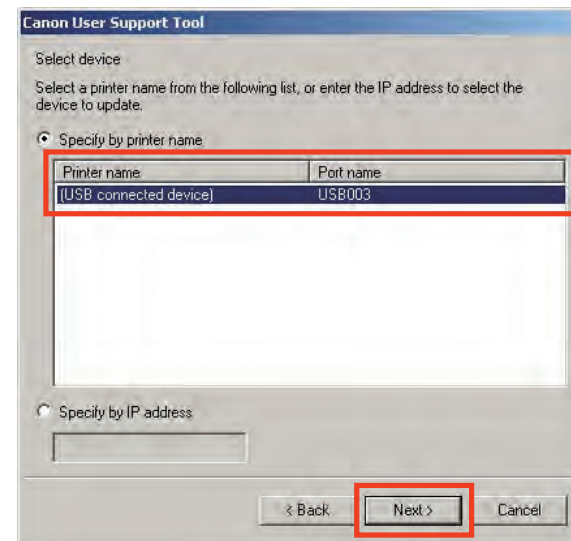 Canon User Support Tool
Select device
Select a printer name from the following list, or enter the IP address to select the
device to update.
Specify by printer name
Printer name Port name
(USB connected device) USB003
Specify by IP address
< Back Next > Cancel